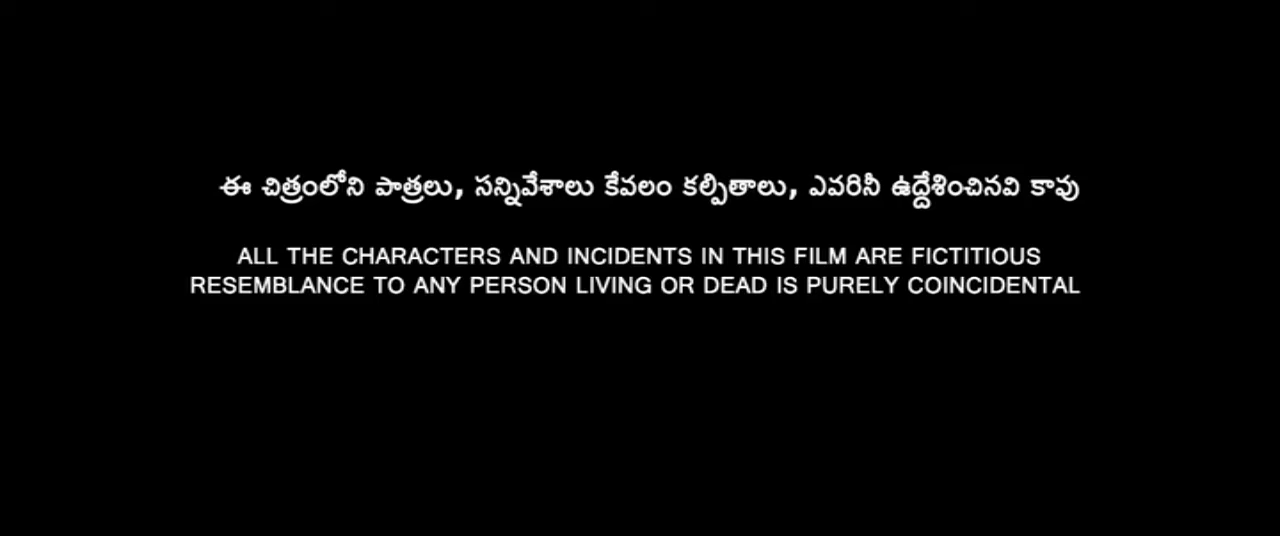 ఈ చిత్రంలోని పాత్రలు, సన్నివేశాలు కేవలం కల్పితాలు, ఎవరినీ ఉద్దేశించినవి కావు
ALL THE CHARACTERS AND INCIDENTS IN THIS FILM ARE FICTITIOUS
RESEMBLANCE TO ANY PERSON LIVING OR DEAD IS PURELY COINCIDENTAL